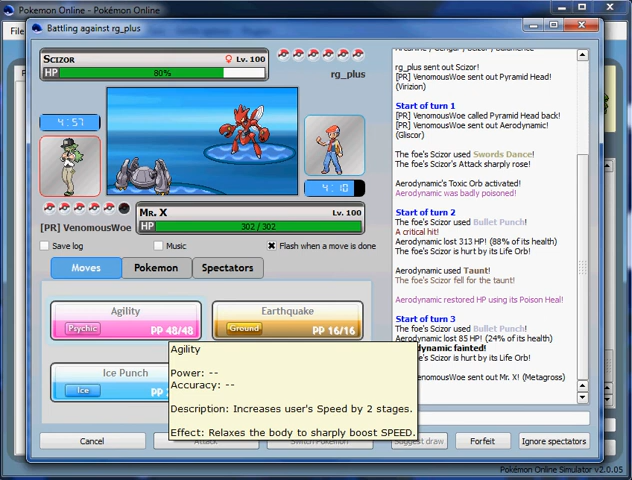 Pokemon Online - Pokémon Online
File
Battling against rg_plus
Scizor ♀ Lv. 100
HP 80%
rg_plus
4:57
4:10
Mr. X Lv. 100
HP 302 / 302
[PR] VenomousWoe
Save log
Music
Flash when a move is done
Moves
Pokemon
Spectators
Agility
Psychic PP 48/48
Earthquake
Ground PP 16/16
Ice Punch
Ice
Agility
Power: --
Accuracy: --
Description: Increases user's Speed by 2 stages.
Effect: Relaxes the body to sharply boost SPEED.
Cancel
Attack
Switch Pokémon
Suggest draw
Forfeit
Ignore spectators
rg_plus sent out Scizor!
[PR] VenomousWoe sent out Pyramid Head!
(Virizion)
Start of turn 1
[PR] VenomousWoe called Pyramid Head back!
[PR] VenomousWoe sent out Aerodynamic!
(Gliscor)
The foe's Scizor used Swords Dance!
The foe's Scizor's Attack sharply rose!
Aerodynamic's Toxic Orb activated!
Aerodynamic was badly poisoned!
Start of turn 2
The foe's Scizor used Bullet Punch!
A critical hit!
Aerodynamic lost 313 HP! (88% of its health)
The foe's Scizor is hurt by its Life Orb!
Aerodynamic used Taunt!
The foe's Scizor fell for the taunt!
Aerodynamic restored HP using its Poison Heal!
Start of turn 3
The foe's Scizor used Bullet Punch!
Aerodynamic lost 85 HP! (24% of its health)
dynamic fainted!
Scizor is hurt by its Life Orb!
sent out Mr. X! (Metagross)
Pokémon Online Simulator v2.0.05